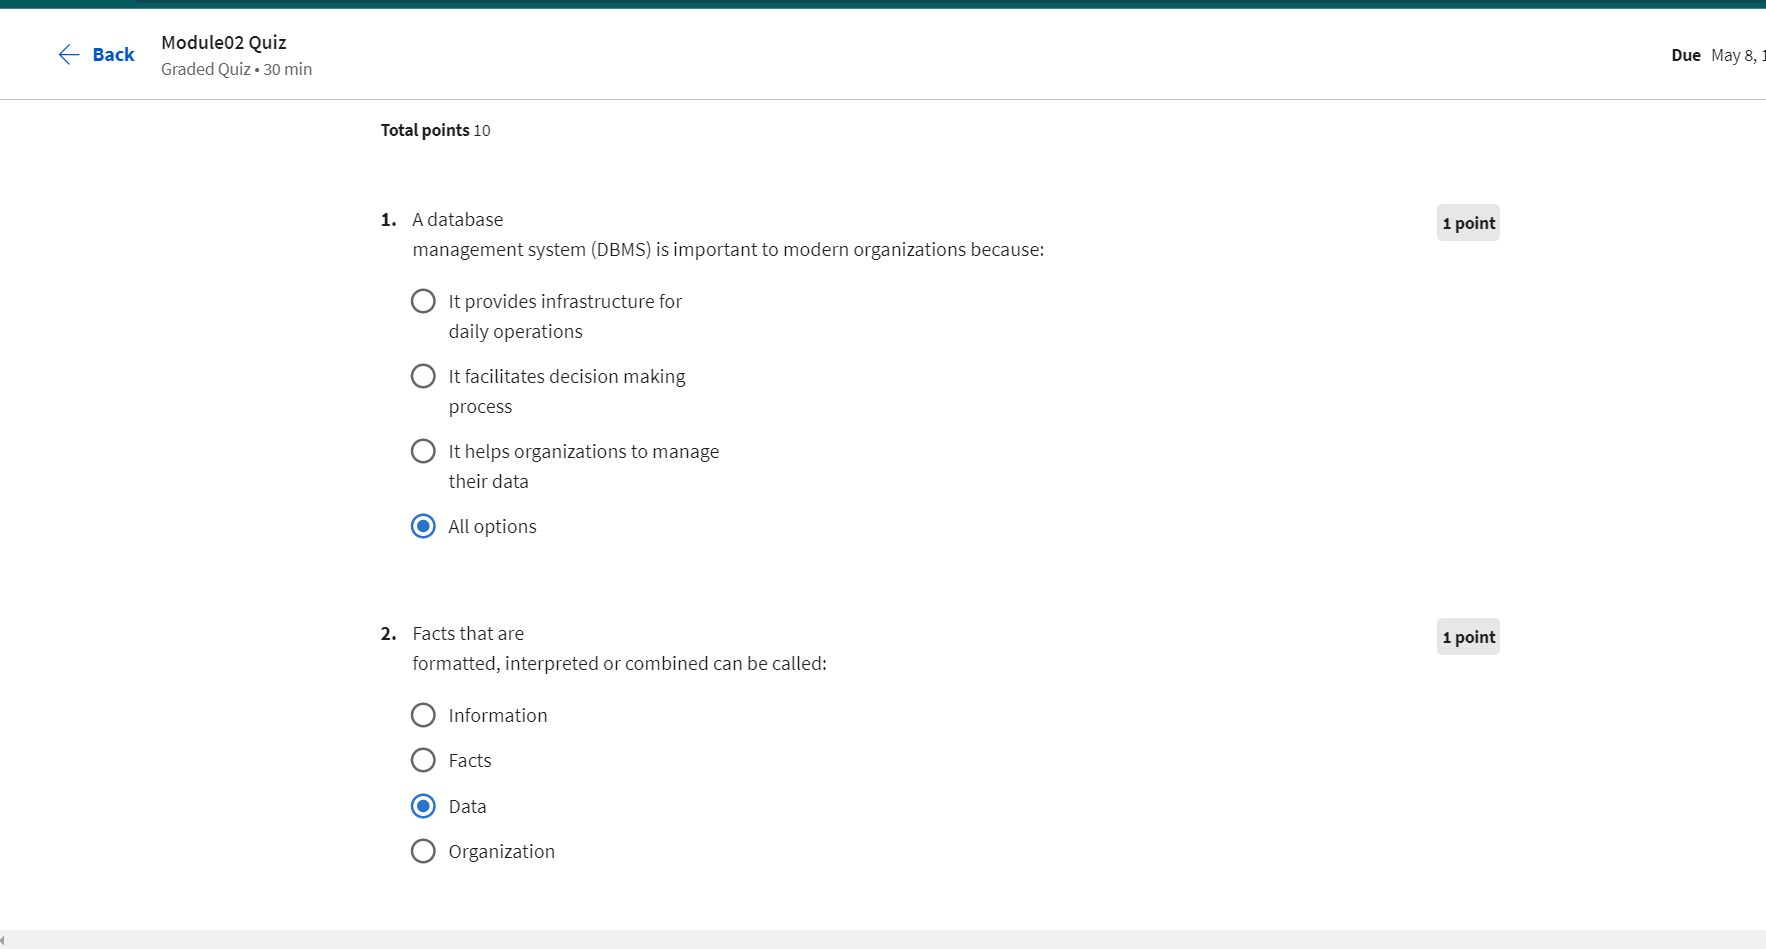 Back
Module02 Quiz
Graded Quiz • 30 min
Due May 8, 1
Total points 10
1. A database
management system (DBMS) is important to modern organizations because:
1 point
It provides infrastructure for
daily operations
It facilitates decision making
process
It helps organizations to manage
their data
All options
2. Facts that are
formatted, interpreted or combined can be called:
1 point
Information
Facts
Data
Organization